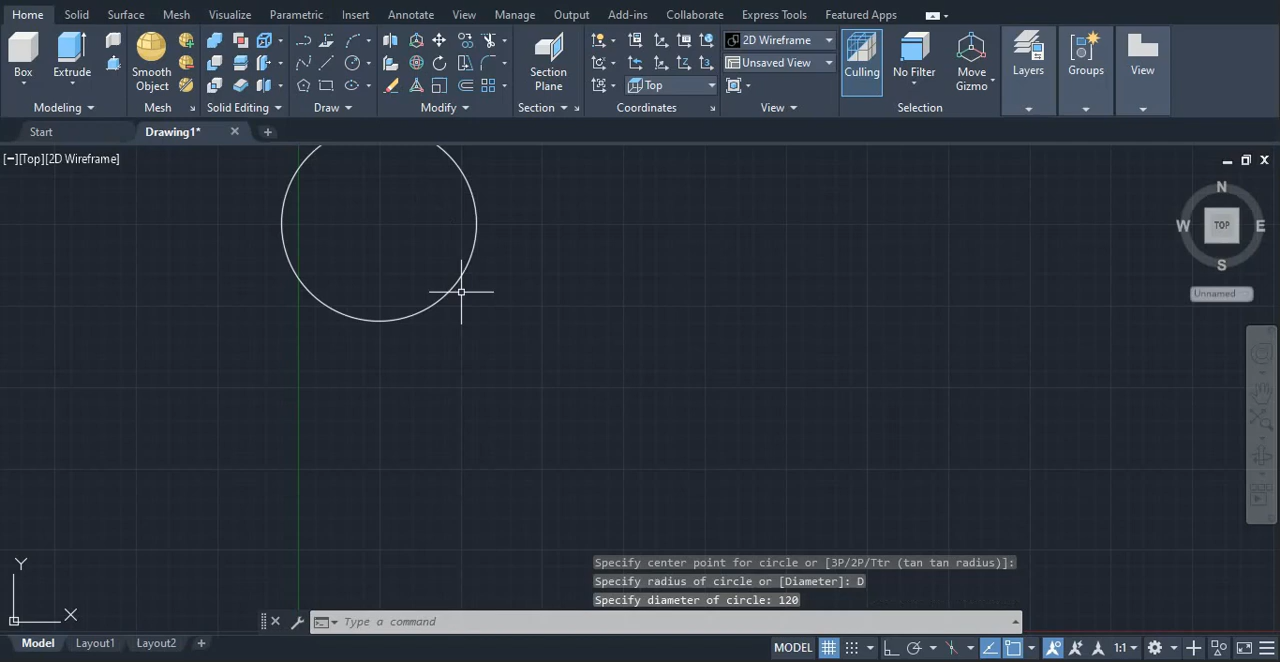 Home Solid Surface Mesh Visualize Parametric Insert Annotate View Manage Output Add-ins Collaborate Express Tools Featured Apps
2D Wireframe
Unsaved View
Top
Box Extrude Smooth Object Section Plane Culling No Filter Move Gizmo Layers Groups View
Modeling Mesh Solid Editing Draw Modify Section Coordinates View Selection
Start Drawing1*
[−][Top][2D Wireframe]
N
W TOP E
S
Unnamed
Specify center point for circle or [3P/2P/Ttr (tan tan radius)]:
Specify radius of circle or [Diameter]: D
Specify diameter of circle: 120
Y
X
Type a command
Model Layout1 Layout2 + MODEL 1:1